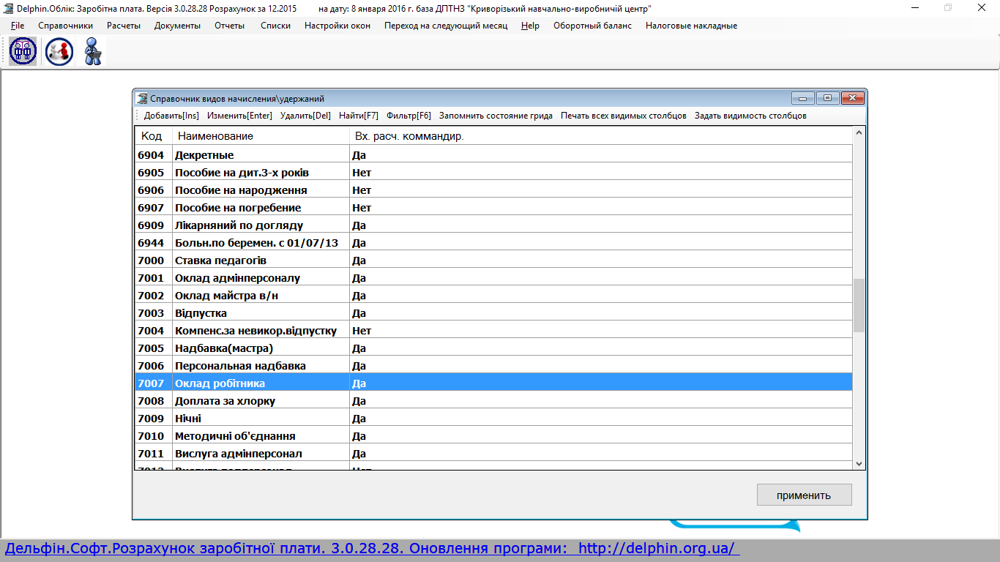 Delphin.Облік: Заробітна плата. Версія 3.0.28.28 Розрахунок за 12.2015 на дату: 8 января 2016 г. база ДПТНЗ "Криворізький навчально-виробничій центр"
File Справочники Расчеты Документы Отчеты Списки Настройки окон Переход на следующий месяц Help Оборотный баланс Налоговые накладные
Справочник видов начисления\удержаний
Добавить[Ins] Изменить[Enter] Удалить[Del] Найти[F7] Фильтр[F6] Запомнить состояние грида Печать всех видимых столбцов Задать видимость столбцов
Код Наименование Вх. расч. коммандир.
6904 Декретные Да
6905 Пособие на дит.3-х років Нет
6906 Пособие на народження Нет
6907 Пособие на погребение Нет
6909 Лікарняний по догляду Да
6944 Больн.по беремен. с 01/07/13 Да
7000 Ставка педагогів Да
7001 Оклад адмінперсоналу Да
7002 Оклад майстра в/н Да
7003 Відпустка Да
7004 Компенс.за невикор.відпустку Нет
7005 Надбавка(мастра) Да
7006 Персональная надбавка Да
7007 Оклад робітника Да
7008 Доплата за хлорку Да
7009 Нічні Да
7010 Методичні об'єднання Да
7011 Вислуга адмінперсонал Да
применить
Дельфін.Софт.Розрахунок заробітної плати. 3.0.28.28. Оновлення програми: http://delphin.org.ua/